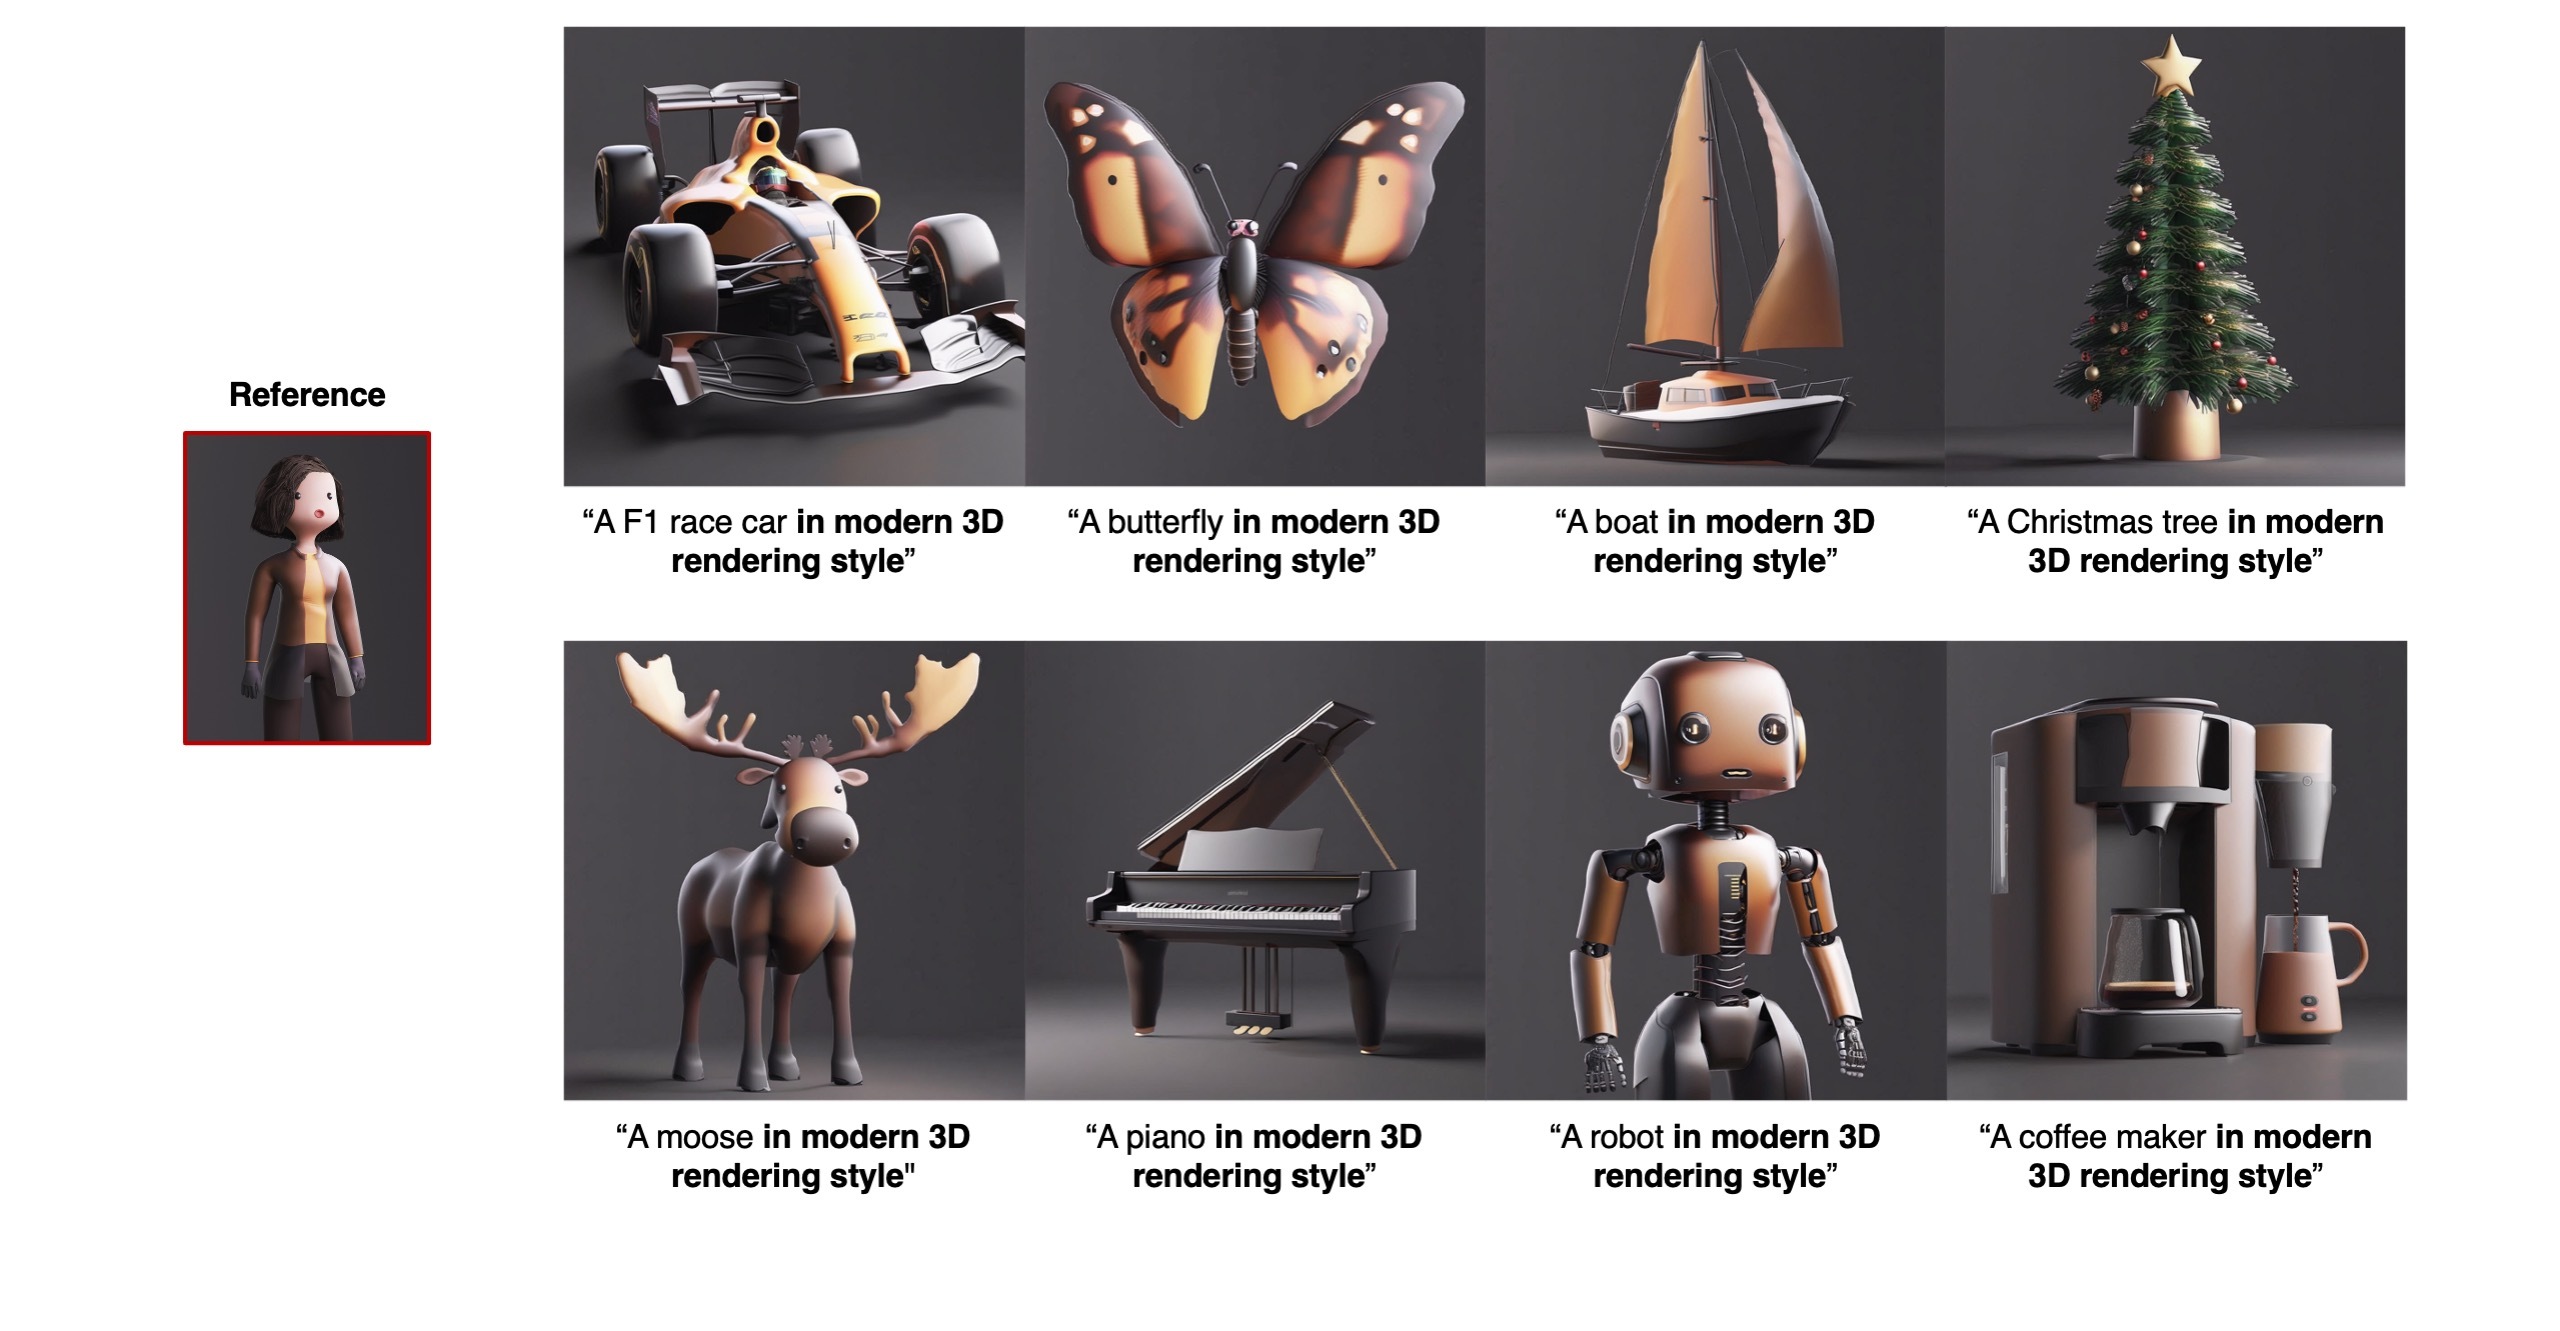 Reference
“A F1 race car in modern 3D
rendering style”
“A butterfly in modern 3D
rendering style”
“A boat in modern 3D
rendering style”
“A Christmas tree in modern
3D rendering style”
“A moose in modern 3D
rendering style"
“A piano in modern 3D
rendering style”
“A robot in modern 3D
rendering style”
“A coffee maker in modern
3D rendering style”